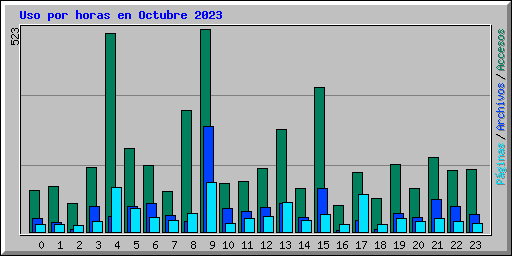 Uso por horas en Octubre 2023
523
Páginas / Archivos / Accesos
0 1 2 3 4 5 6 7 8 9 10 11 12 13 14 15 16 17 18 19 20 21 22 23